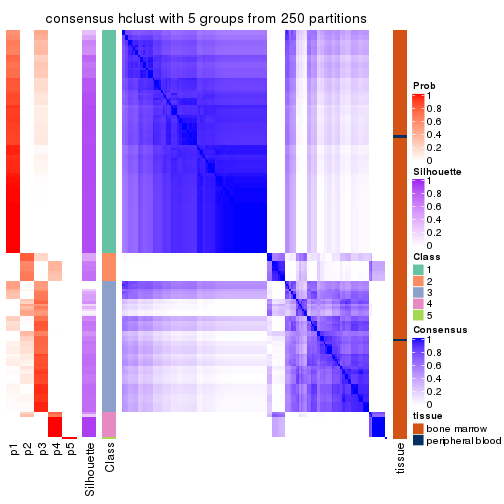 consensus hclust with 5 groups from 250 partitions
Prob
1
0.8
0.6
0.4
0.2
0
Silhouette
1
0.8
0.6
0.4
0.2
0
Class
1
2
3
4
5
Consensus
1
0.8
0.6
0.4
0.2
0
tissue
bone marrow
peripheral blood
p1
p2
p3
p4
p5
Silhouette
Class
tissue